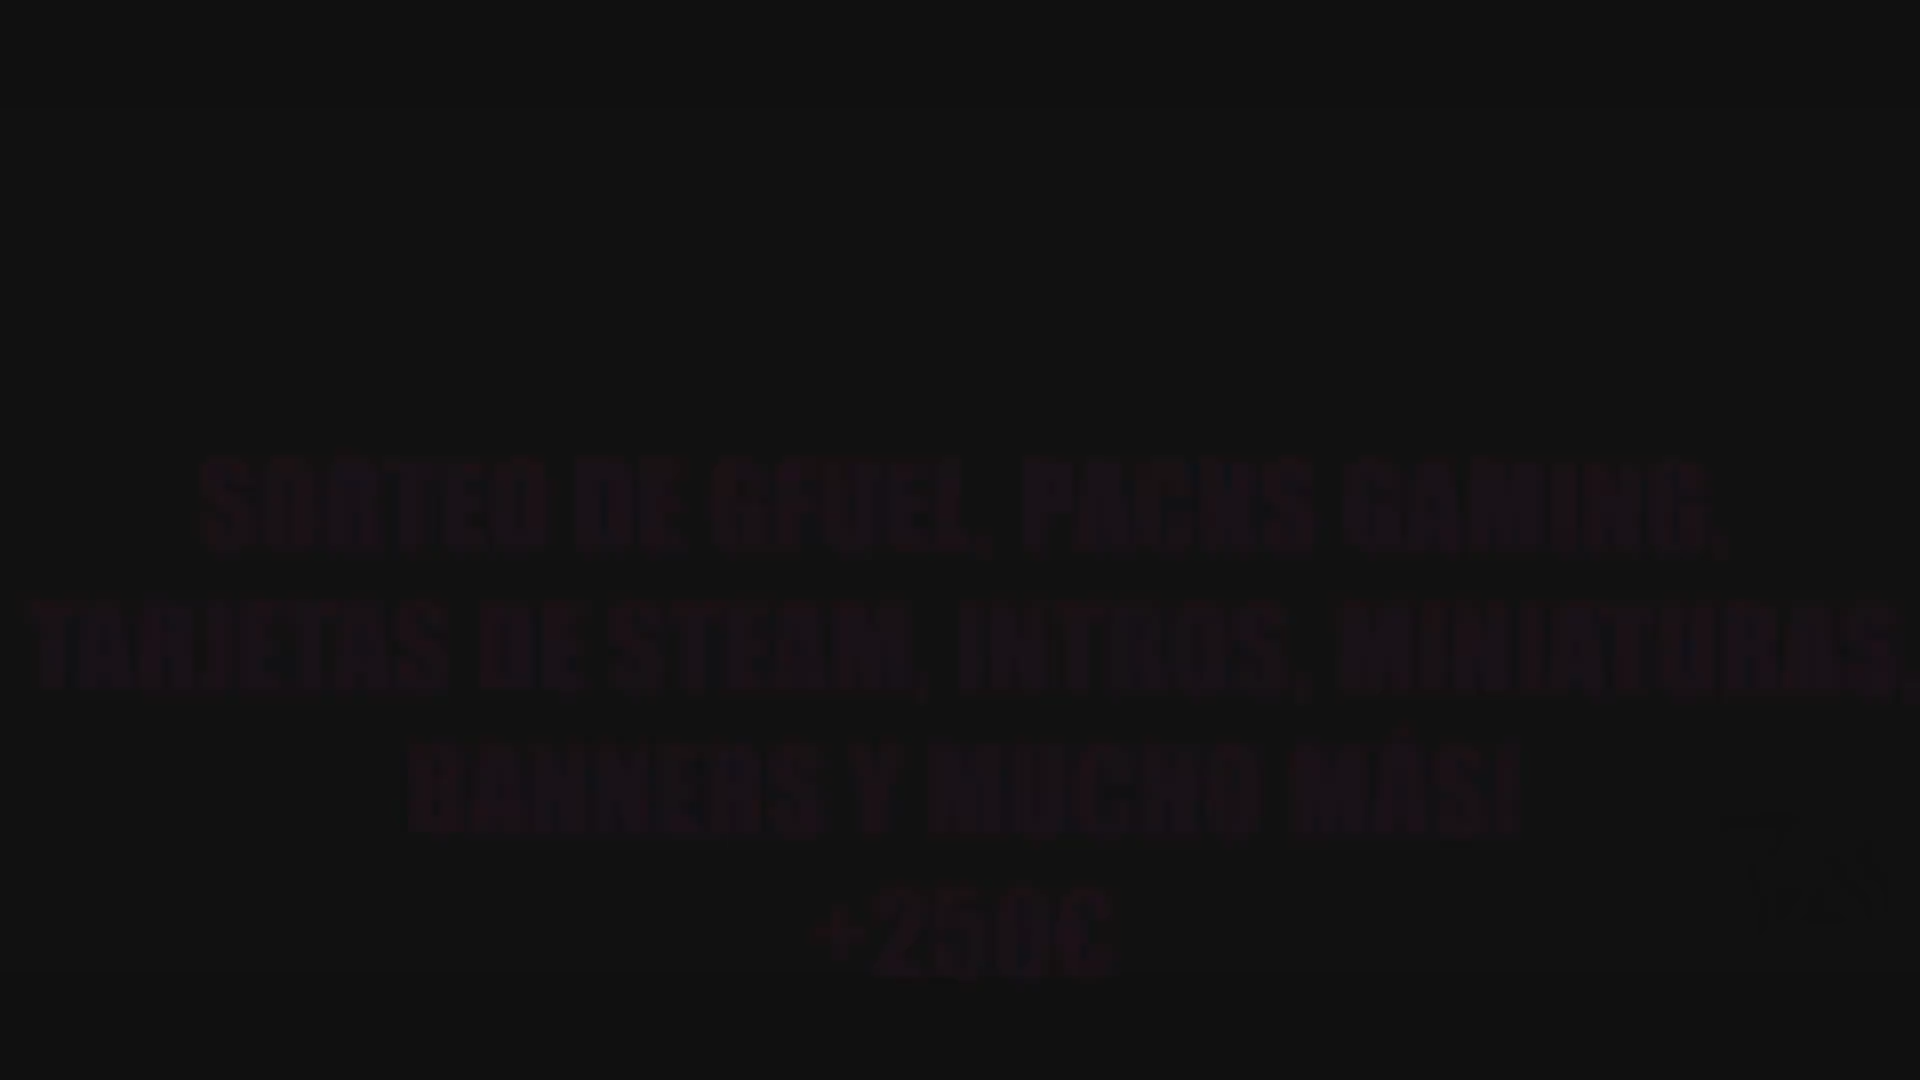 SORTEO DE GFUEL, PACKS GAMING,
TARJETAS DE STEAM, INTROS, MINIATURAS,
BANNERS Y MUCHO MÁS!
+250€